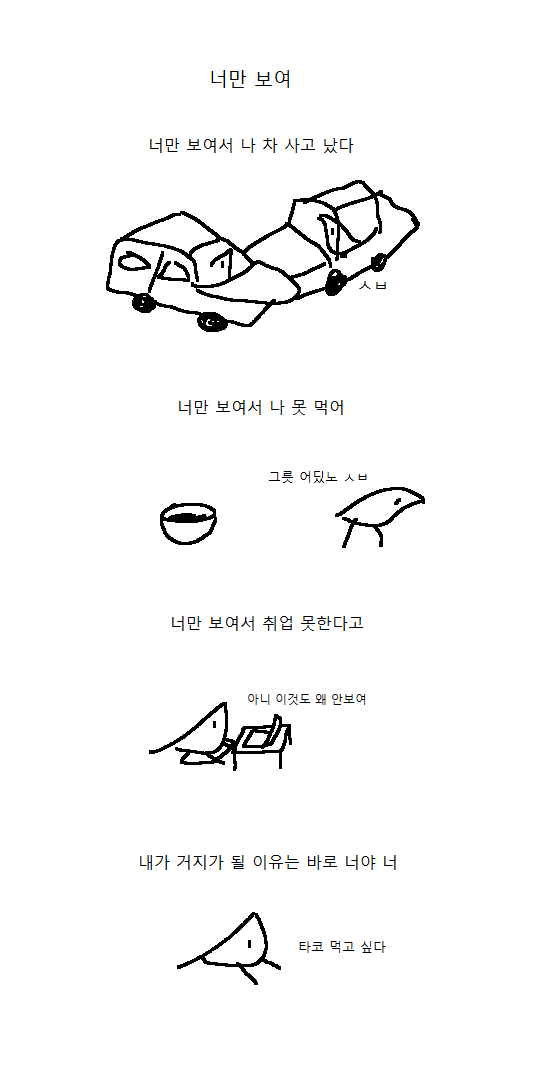 너만 보여
너만 보여서 나 차 사고 났다
ㅅㅂ
너만 보여서 나 못 먹어
그릇 어딨노 ㅅㅂ
너만 보여서 취업 못한다고
아니 이것도 왜 안보여
내가 거지가 될 이유는 바로 너야 너
타코 먹고 싶다